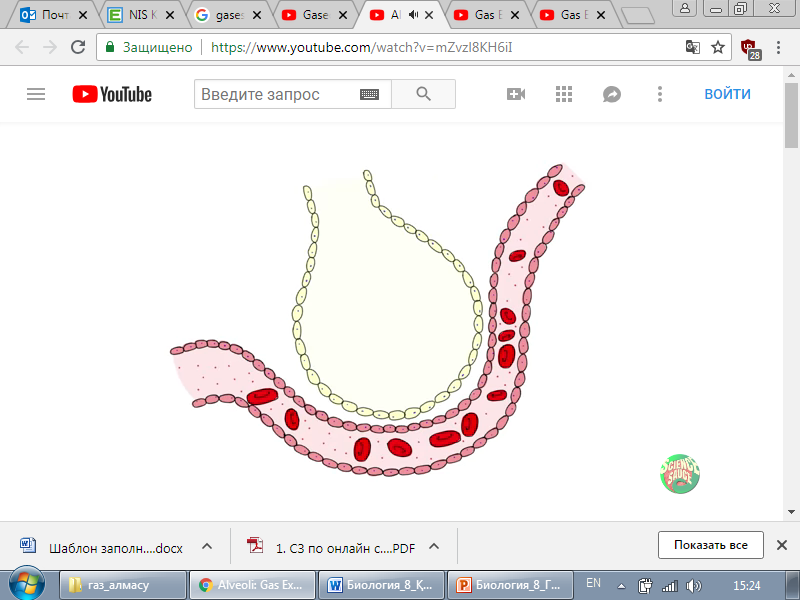 Почт
NIS K
gases
Gase
Al
Gas E
Gas E
Защищено
https://www.youtube.com/watch?v=mZvzl8KH6iI
28
YouTube
Введите запрос
ВОЙТИ
SCIENCE
SAUCE
Шаблон заполн....docx
1. СЗ по онлайн с....PDF
Показать все
газ_алмасу
Alveoli: Gas Ex...
Биология_8_Қ...
Биология_8_Г...
EN
15:24